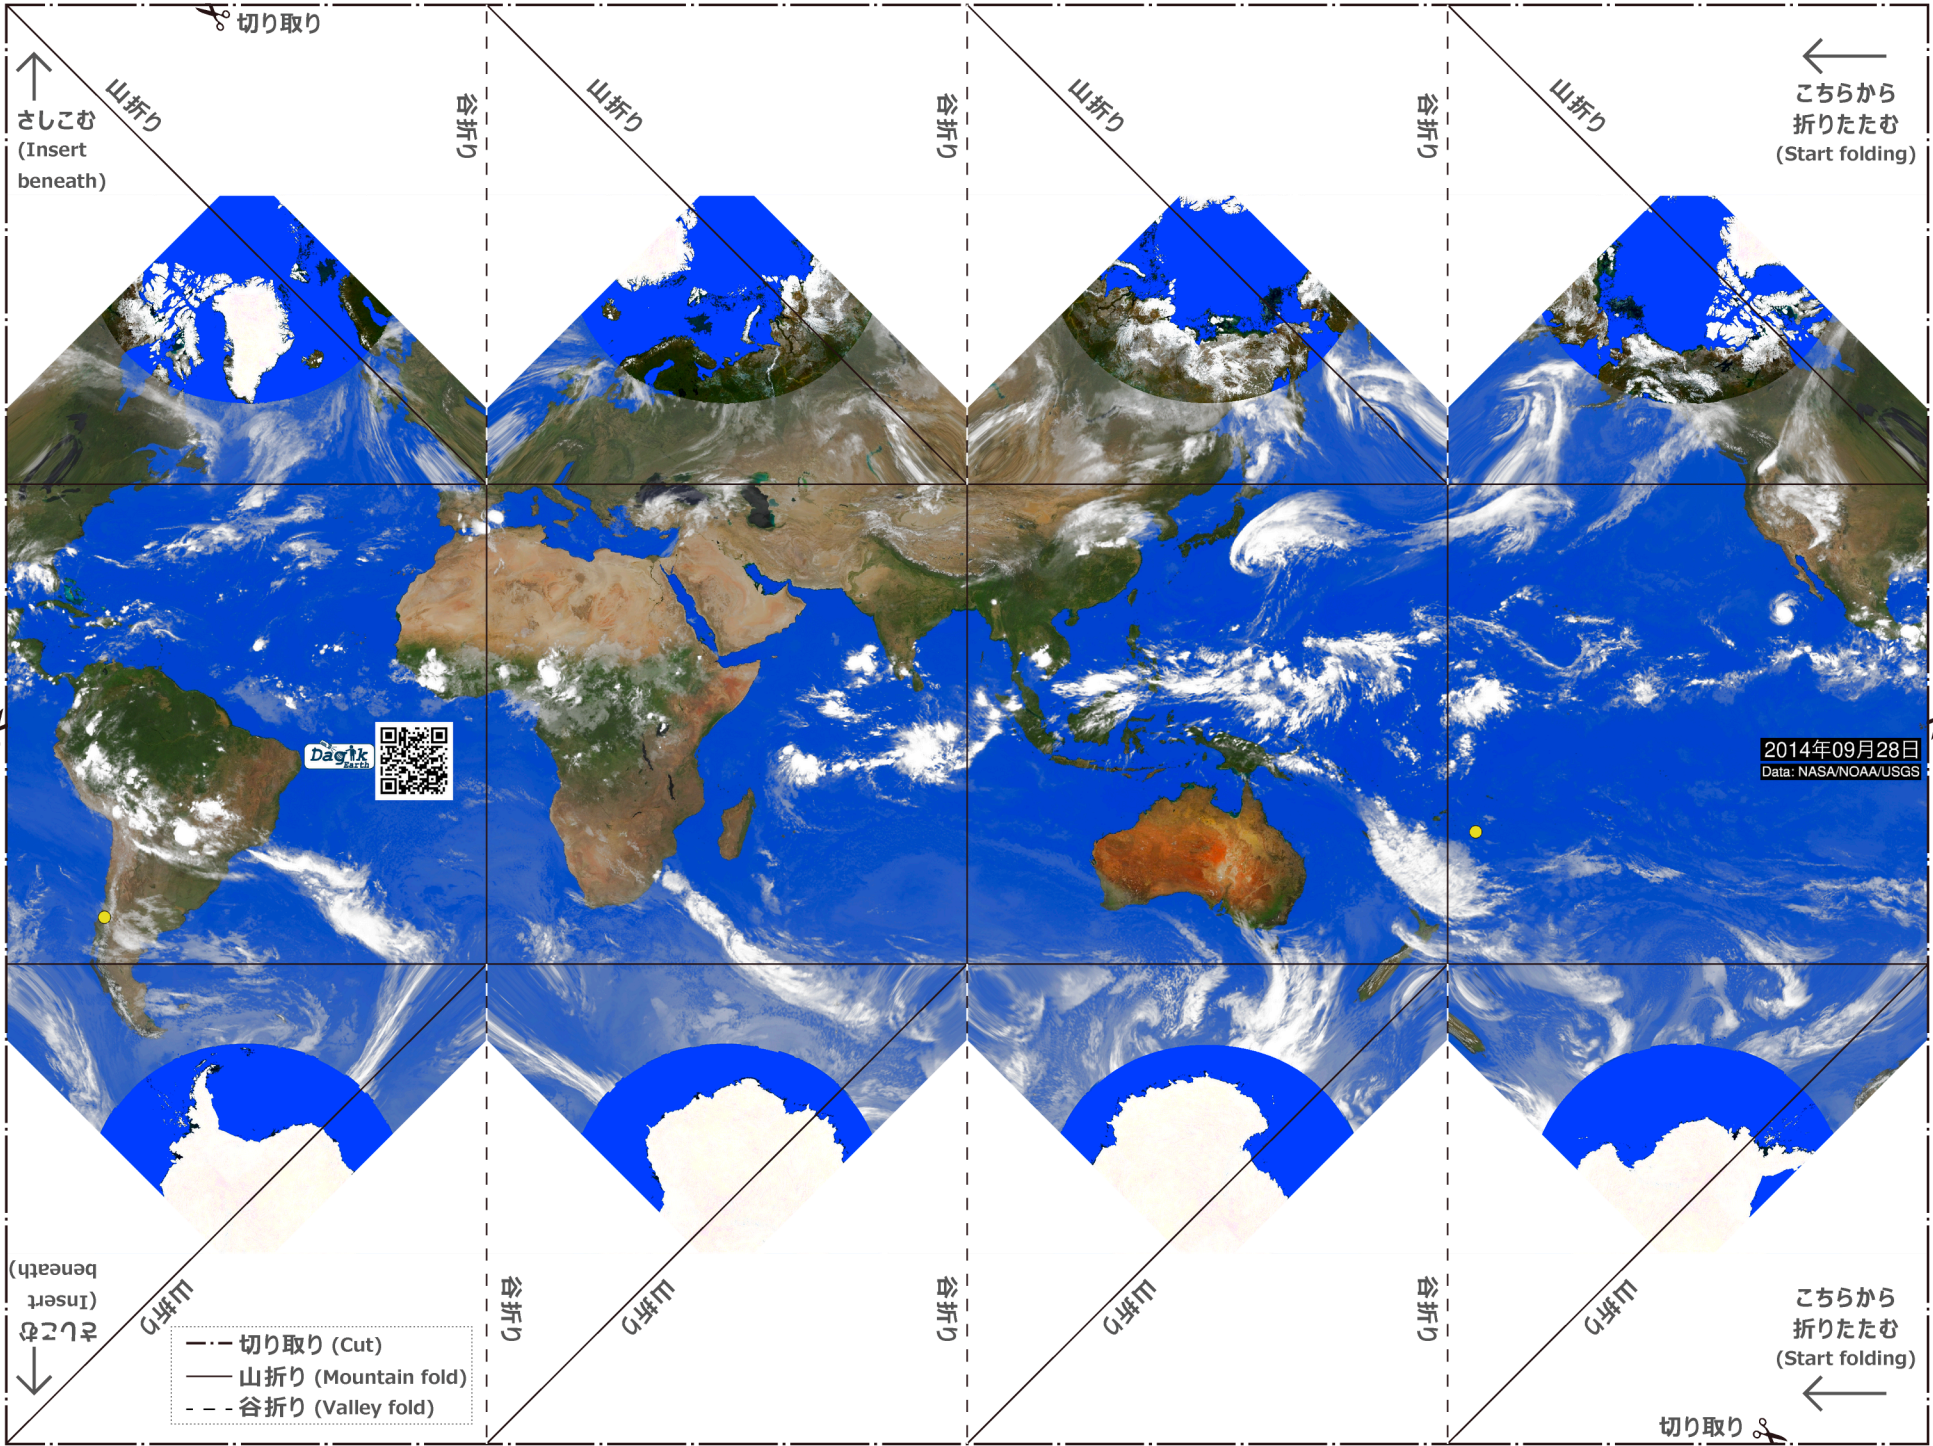 切り取り
山折り
谷折り
山折り
谷折り
山折り
谷折り
山折り
さしこむ
(Insert
beneath)
こちらから
折りたたむ
(Start folding)
Dagik
Earth
2014年09月28日
Data: NASA/NOAA/USGS
さしこむ
(Insert
beneath)
山折り
谷折り
山折り
谷折り
山折り
谷折り
山折り
切り取り (Cut)
山折り (Mountain fold)
谷折り (Valley fold)
こちらから
折りたたむ
(Start folding)
切り取り